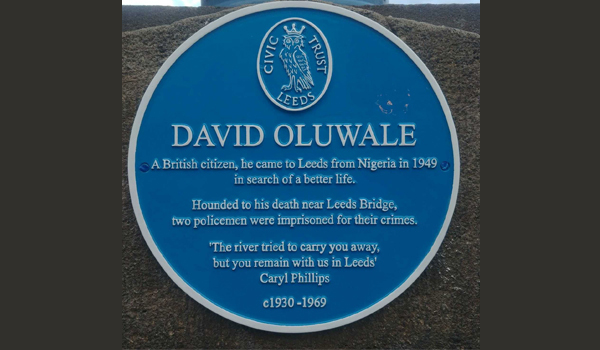 CIVIC TRUST
LEEDS
DAVID OLUWALE
A British citizen, he came to Leeds from Nigeria in 1949
in search of a better life.
Hounded to his death near Leeds Bridge,
two policemen were imprisoned for their crimes.
'The river tried to carry you away,
but you remain with us in Leeds'
Caryl Phillips
c1930 -1969